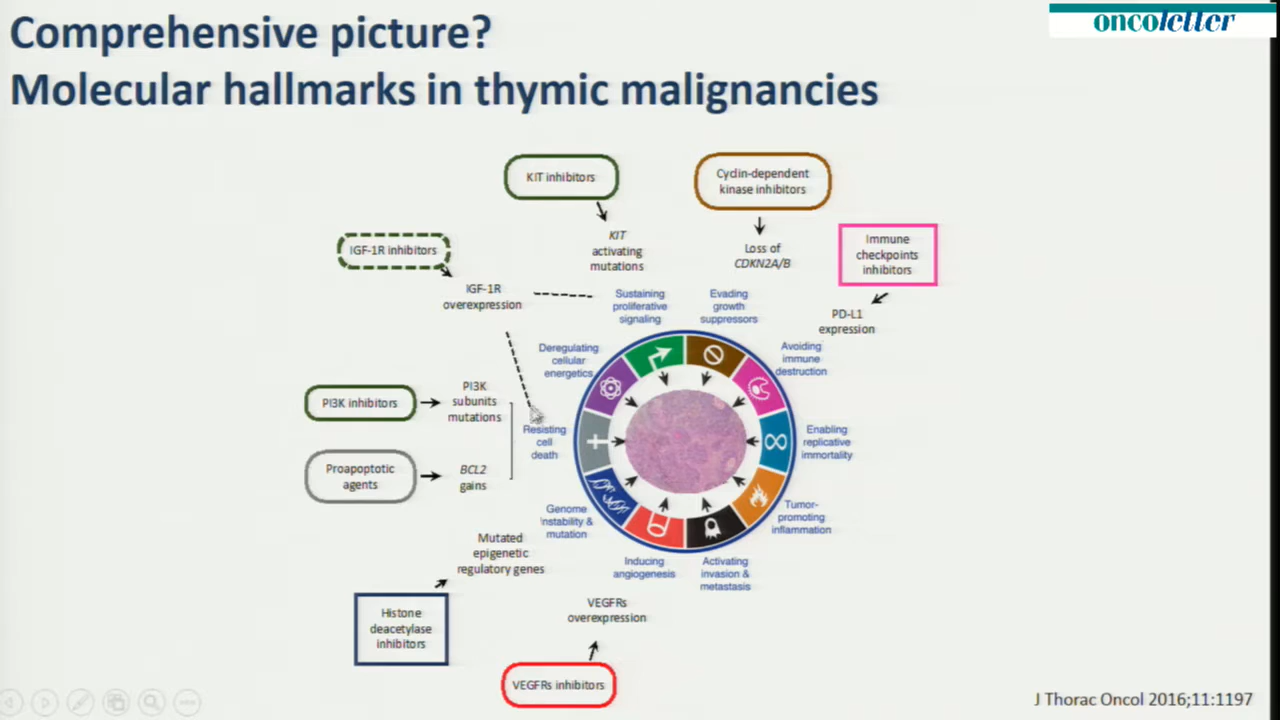 oncoletter
Comprehensive picture?
Molecular hallmarks in thymic malignancies
KIT inhibitors
Cyclin-dependent
kinase inhibitors
KIT
activating
mutations
Loss of
CDKN2A/B
Immune
checkpoints
inhibitors
IGF-1R inhibitors
IGF-1R
overexpression
PD-L1
expression
Sustaining
proliferative
signaling
Evading
growth
suppressors
Deregulating
cellular
energetics
Avoiding
immune
destruction
PI3K inhibitors
PI3K
subunits
mutations
Resisting
cell
death
Enabling
replicative
immortality
Proapoptotic
agents
BCL2
gains
Genome
instability &
mutation
Tumor-
promoting
inflammation
Mutated
epigenetic
regulatory genes
Inducing
angiogenesis
Activating
invasion &
metastasis
Histone
deacetylase
inhibitors
VEGFRs
overexpression
VEGFRs inhibitors
J Thorac Oncol 2016;11:1197